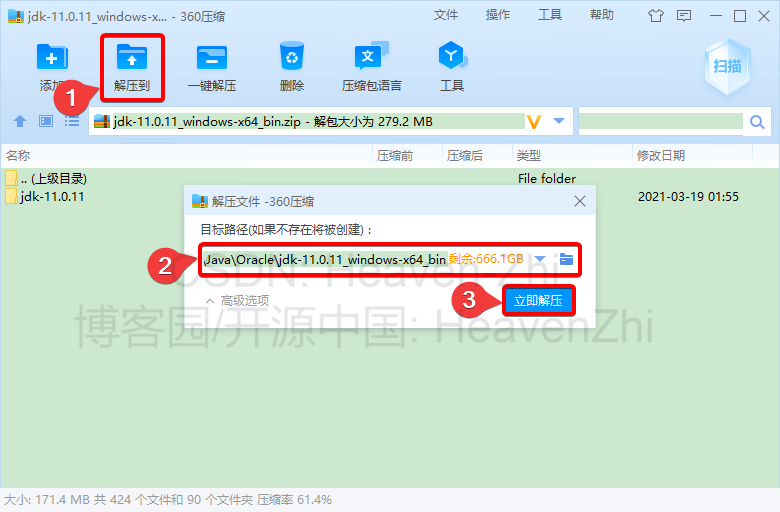 jdk-11.0.11_windows-x... - 360压缩
文件 操作 工具 帮助
添加
解压到
一键解压
删除
压缩包语言
工具
扫描
1
jdk-11.0.11_windows-x64_bin.zip - 解包大小为 279.2 MB
名称 压缩前 压缩后 类型 修改日期
.. (上级目录) File folder
jdk-11.0.11 2021-03-19 01:55
解压文件 -360压缩
目标路径(如果不存在将被创建)：
2
\Java\Oracle\jdk-11.0.11_windows-x64_bin 剩余:666.1GB
CSDN: Heaven Zhi
高级选项
3
立即解压
博客园/开源中国: HeavenZhi
大小: 171.4 MB 共 424 个文件和 90 个文件夹 压缩率 61.4%